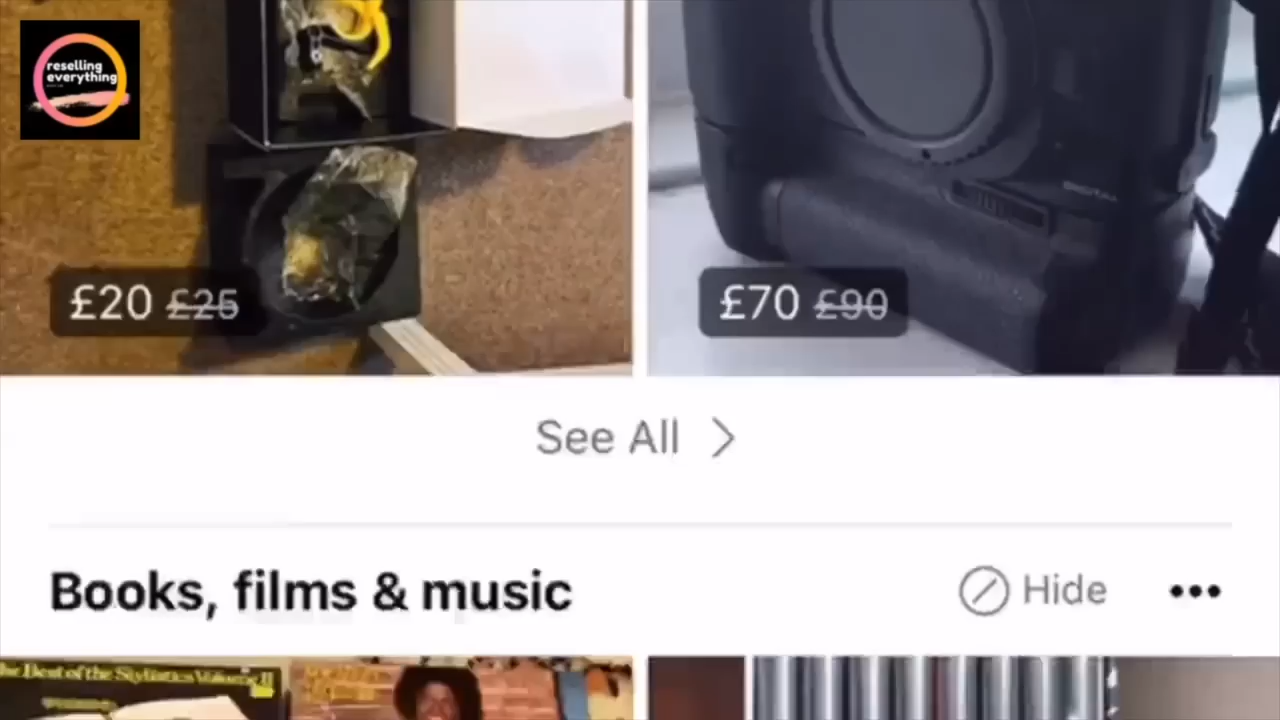 reselling
everything
£20 £25
£70 £90
See All
Books, films & music
Hide
The Best of the Stylistics Volume II